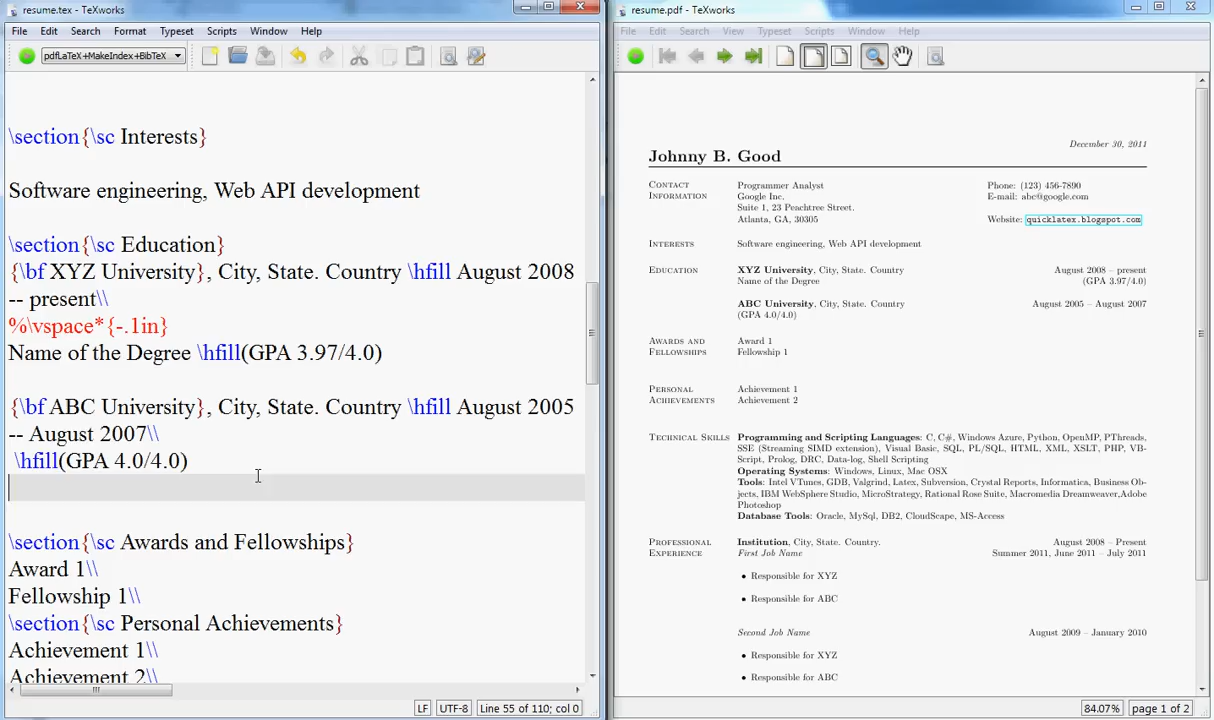 resume.tex - TeXworks
File Edit Search Format Typeset Scripts Window Help
pdfLaTeX+MakeIndex+BibTeX
\section{\sc Interests}
Software engineering, Web API development
\section{\sc Education}
{\bf XYZ University}, City, State. Country \hfill August 2008
-- present\\
%\vspace*{-.1in}
Name of the Degree \hfill(GPA 3.97/4.0)
{\bf ABC University}, City, State. Country \hfill August 2005
-- August 2007\\
\hfill(GPA 4.0/4.0)
\section{\sc Awards and Fellowships}
Award 1\\
Fellowship 1\\
\section{\sc Personal Achievements}
Achievement 1\\
Achievement 2\\
LF UTF-8 Line 55 of 110; col 0
resume.pdf - TeXworks
File Edit Search View Typeset Scripts Window Help
December 30, 2011
Johnny B. Good
Contact Information
Programmer Analyst
Google Inc.
Suite 1, 23 Peachtree Street.
Atlanta, GA, 30305
Phone: (123) 456-7890
E-mail: abc@google.com
Website: quicklatex.blogspot.com
Interests Software engineering, Web API development
Education XYZ University, City, State. Country August 2008 – present
Name of the Degree (GPA 3.97/4.0)
ABC University, City, State. Country August 2005 – August 2007
(GPA 4.0/4.0)
Awards and Award 1
Fellowships Fellowship 1
Personal Achievement 1
Achievements Achievement 2
Technical Skills Programming and Scripting Languages: C, C#, Windows Azure, Python, OpenMP, PThreads,
SSE (Streaming SIMD extension), Visual Basic, SQL, PL/SQL, HTML, XML, XSLT, PHP, VB-
Script, Prolog, DRC, Data-log, Shell Scripting
Operating Systems: Windows, Linux, Mac OSX
Tools: Intel VTunes, GDB, Valgrind, Latex, Subversion, Crystal Reports, Informatica, Business Ob-
jects, IBM WebSphere Studio, MicroStrategy, Rational Rose Suite, Macromedia Dreamweaver,Adobe
Photoshop
Database Tools: Oracle, MySql, DB2, CloudScape, MS-Access
Professional Institution, City, State. Country. August 2008 – Present
Experience First Job Name Summer 2011, June 2011 – July 2011
• Responsible for XYZ
• Responsible for ABC
Second Job Name August 2009 – January 2010
• Responsible for XYZ
• Responsible for ABC
84.07% page 1 of 2